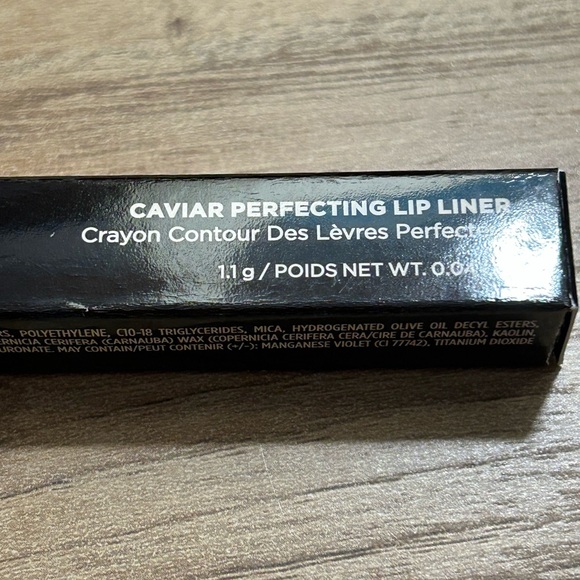 CAVIAR PERFECTING LIP LINER
Crayon Contour Des Lèvres
1.1 g / POIDS NET WT.
POLYETHYLENE, C10-18 TRIGLYCERIDES, MICA, HYDROGENATED OLIVE OIL DECYL ESTERS,
CERIFERA (CARNAUBA) WAX (COPERNICIA CERIFERA CERA/CIRE DE CARNAUBA), KAOLIN,
MAY CONTAIN/PEUT CONTENIR (+/-): MANGANESE VIOLET (CI 77742), TITANIUM DIOXIDE